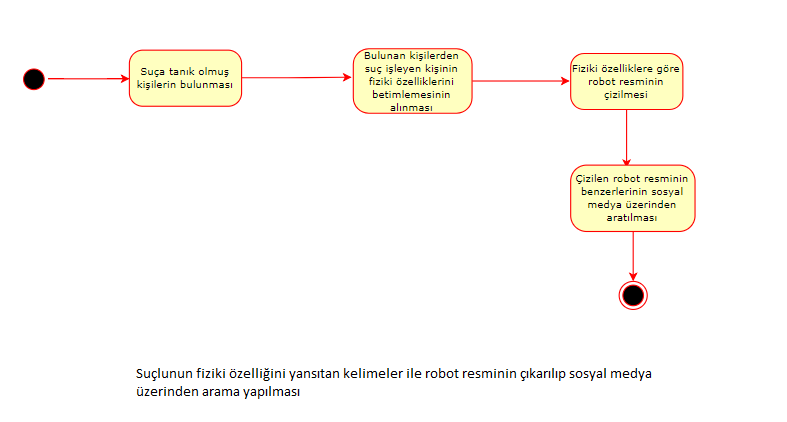 Suça tanık olmuş
kişilerin bulunması
Bulunan kişilerden
suç işleyen kişinin
fiziki özelliklerini
betimlemesinin
alınması
Fiziki özelliklere göre
robot resminin
çizilmesi
Çizilen robot resminin
benzerlerinin sosyal
medya üzerinden
aratılması
Suçlunun fiziki özelliğini yansıtan kelimeler ile robot resminin çıkarılıp sosyal medya
üzerinden arama yapılması